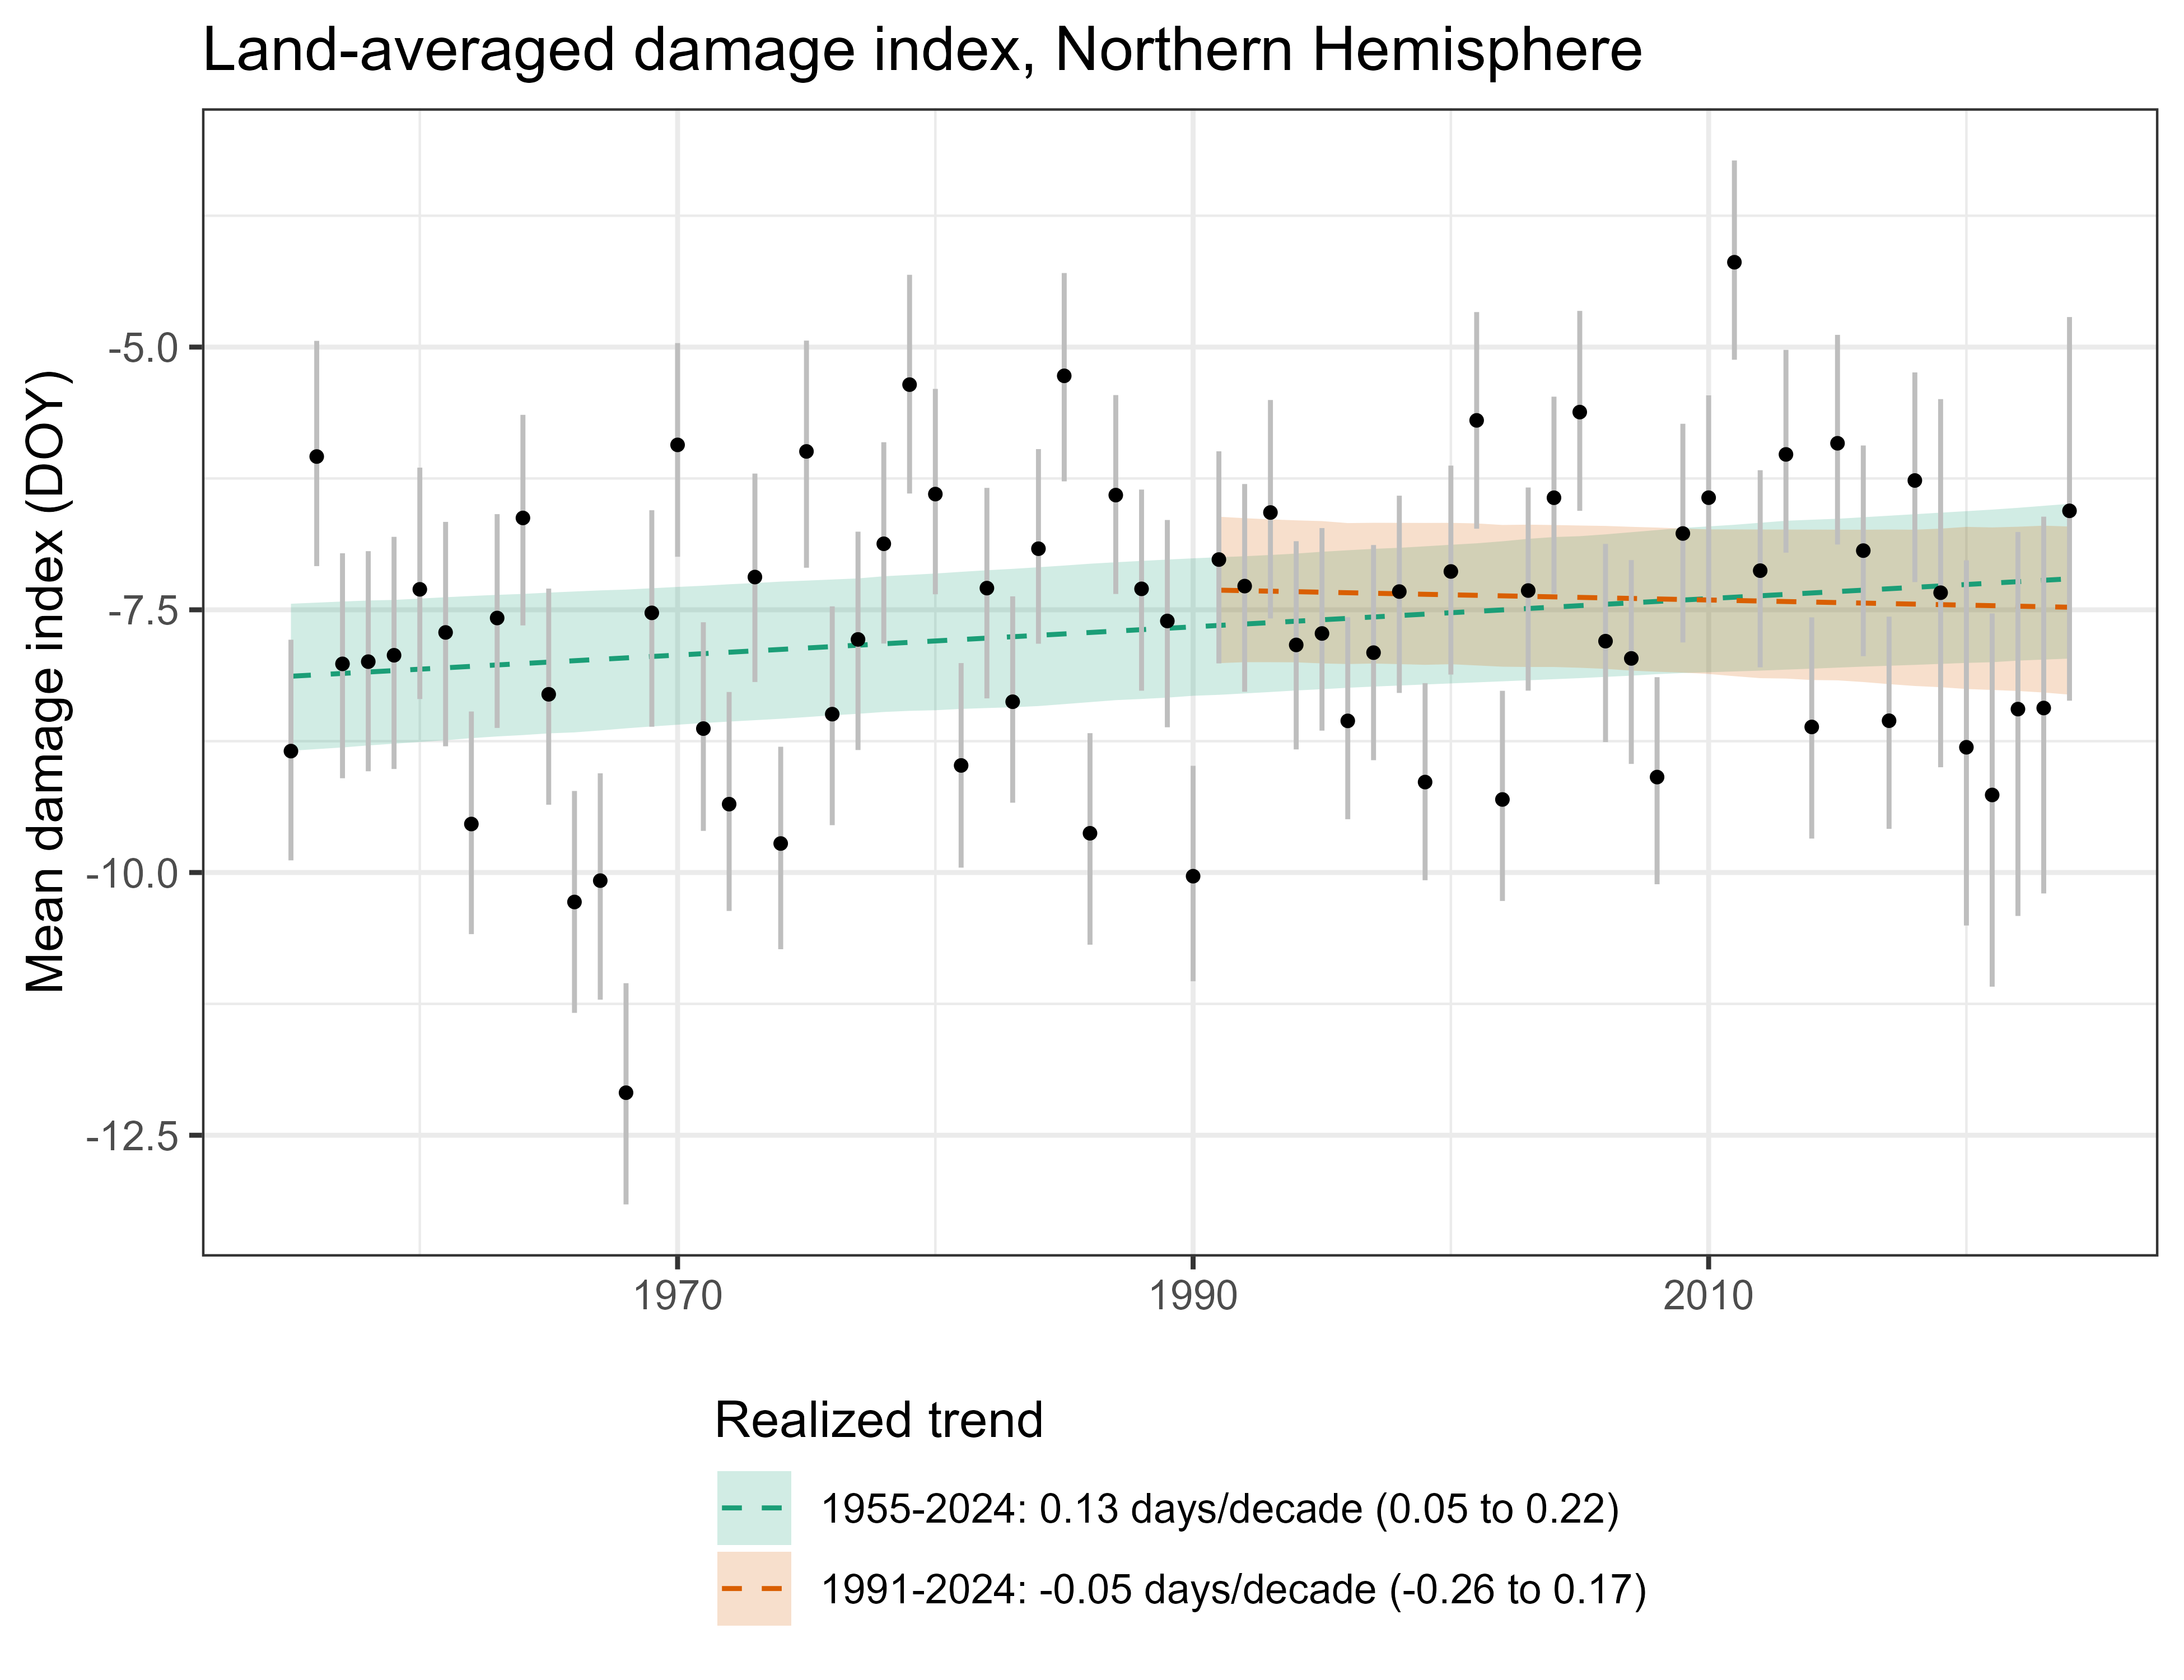 Land-averaged damage index, Northern Hemisphere
Mean damage index (DOY)
-5.0
-7.5
-10.0
-12.5
1970
1990
2010
Realized trend
1955-2024: 0.13 days/decade (0.05 to 0.22)
1991-2024: -0.05 days/decade (-0.26 to 0.17)